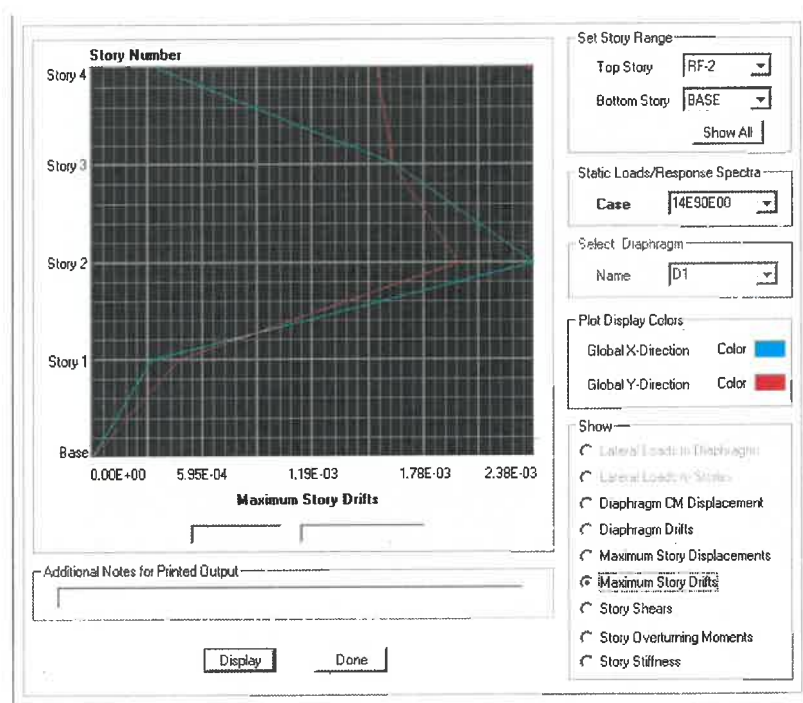 Story Number
Story 4
Story 3
Story 2
Story 1
Base
0.00E+00 5.95E-04 1.19E-03 1.78E-03 2.38E-03
Maximum Story Drifts
Additional Notes for Printed Output
Display Done
Set Story Range
Top Story RF-2
Bottom Story BASE
Show All
Static Loads/Response Spectra
Case 14E90E00
Select Diaphragm
Name D1
Plot Display Colors
Global X-Direction Color
Global Y-Direction Color
Show
Lateral Loads to Diaphragms
Lateral Loads to Stories
Diaphragm CM Displacement
Diaphragm Drifts
Maximum Story Displacements
Maximum Story Drifts
Story Shears
Story Overturning Moments
Story Stiffness